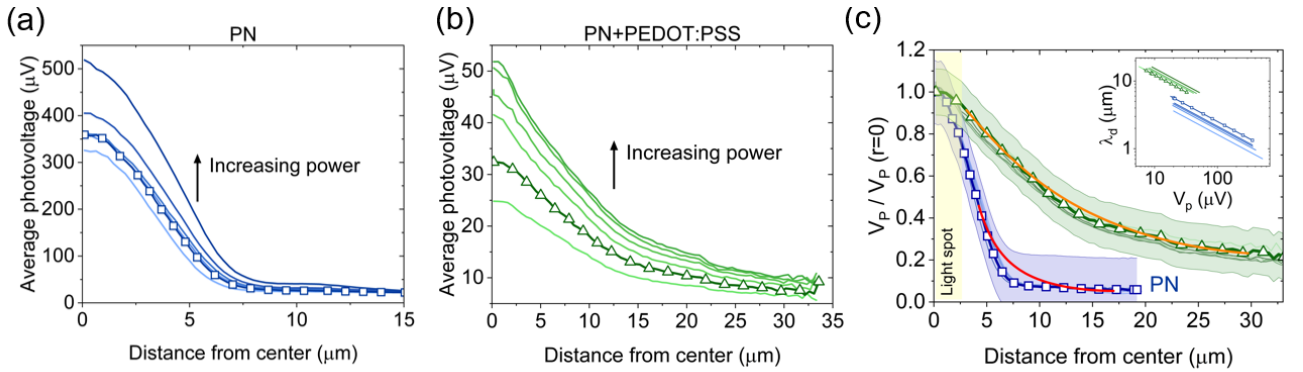 (a)
PN
Average photovoltage (μV)
500
400
300
200
100
0
Increasing power
0 5 10 15
Distance from center (μm)
(b)
PN+PEDOT:PSS
Average photovoltage (μV)
50
40
30
20
10
Increasing power
0 5 10 15 20 25 30 35
Distance from center (μm)
(c)
V_P / V_P (r=0)
1.2
1.0
0.8
0.6
0.4
0.2
0.0
Light spot
PN
λ_d (μm)
10
1
10 100
V_p (μV)
0 5 10 15 20 25 30
Distance from center (μm)